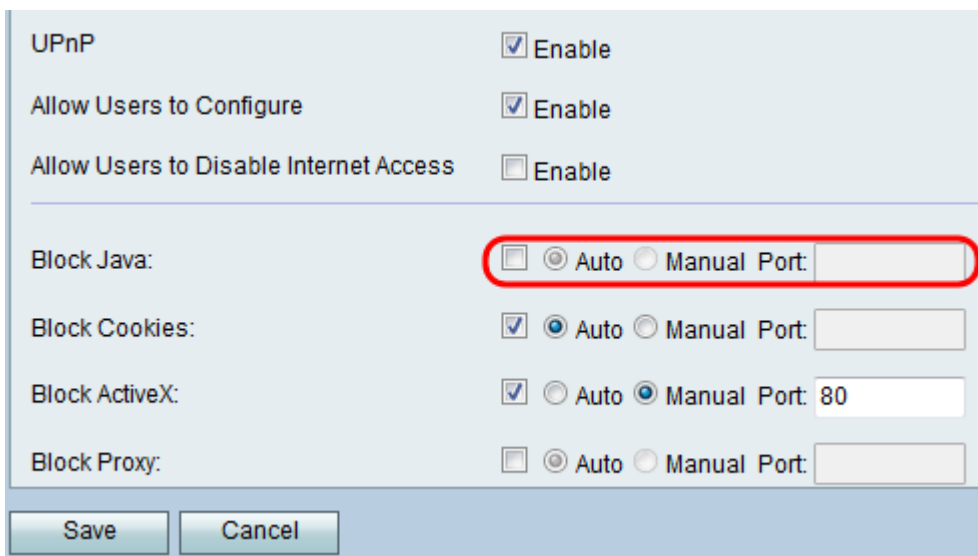 UPnP Enable
Allow Users to Configure Enable
Allow Users to Disable Internet Access Enable
Block Java: Auto Manual Port:
Block Cookies: Auto Manual Port:
Block ActiveX: Auto Manual Port: 80
Block Proxy: Auto Manual Port:
Save Cancel